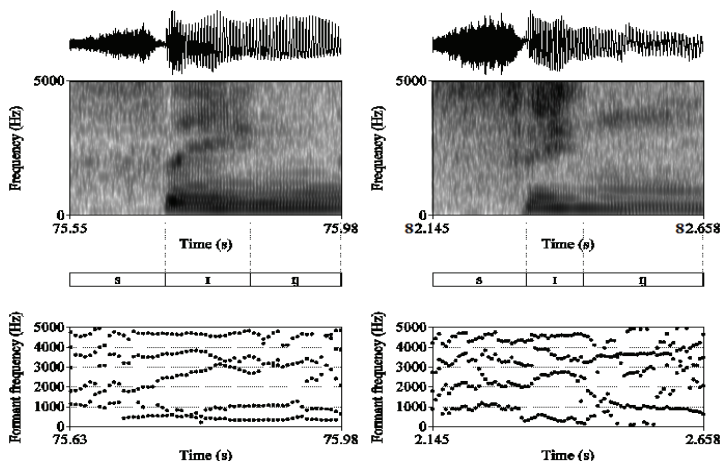 5000
Frequency (Hz)
0
75.55
75.98
Time (s)
s
ɪ
ŋ
5000
4000
3000
2000
1000
0
Formant frequency (Hz)
75.63
75.98
Time (s)
5000
Frequency (Hz)
0
82.145
82.658
Time (s)
s
ɪ
ŋ
5000
4000
3000
2000
1000
0
Formant frequency (Hz)
2.145
2.658
Time (s)